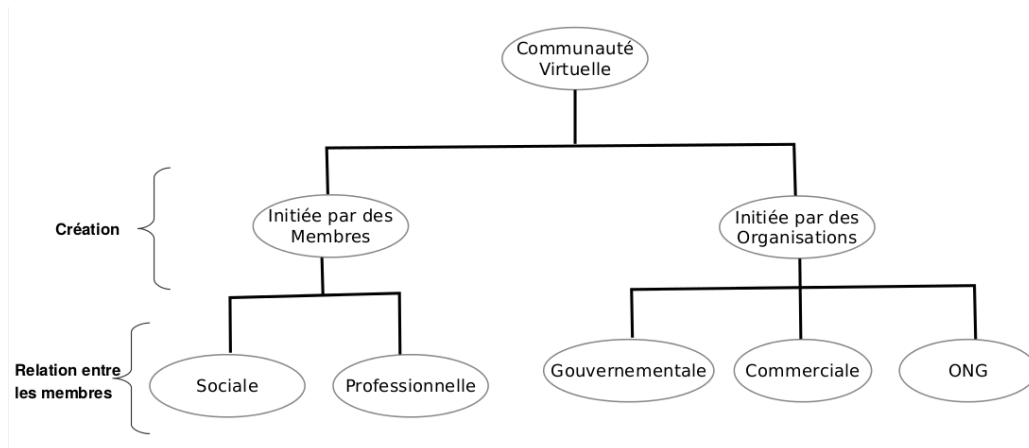 Communauté
Virtuelle
Création
Initiée par des
Membres
Initiée par des
Organisations
Relation entre
les membres
Sociale
Professionnelle
Gouvernementale
Commerciale
ONG